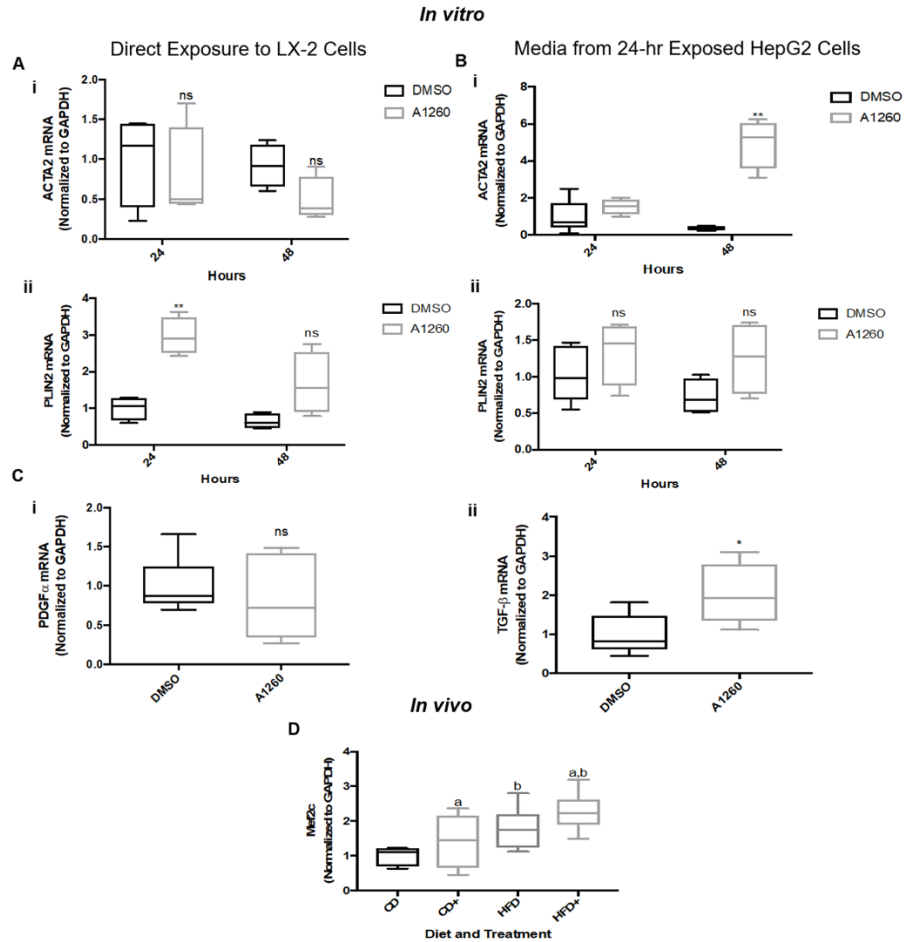 In vitro
Direct Exposure to LX-2 Cells
Media from 24-hr Exposed HepG2 Cells
A
i
ACTA2 mRNA
(Normalized to GAPDH)
2.0
1.5
1.0
0.5
0.0
ns
ns
24
48
Hours
DMSO
A1260
B
i
ACTA2 mRNA
(Normalized to GAPDH)
8
6
4
2
0
**
24
48
Hours
DMSO
A1260
ii
PLIN2 mRNA
(Normalized to GAPDH)
4
3
2
1
0
**
ns
24
48
Hours
DMSO
A1260
ii
PLIN2 mRNA
(Normalized to GAPDH)
2.0
1.5
1.0
0.5
0.0
ns
ns
24
48
Hours
DMSO
A1260
C
i
PDGFα mRNA
(Normalized to GAPDH)
2.0
1.5
1.0
0.5
0.0
ns
DMSO
A1260
ii
TGF-β mRNA
(Normalized to GAPDH)
4
3
2
1
0
*
DMSO
A1260
In vivo
D
Mef2c
(Normalized to GAPDH)
4
3
2
1
0
a
b
a,b
CD
CD+
HFD
HFD+
Diet and Treatment